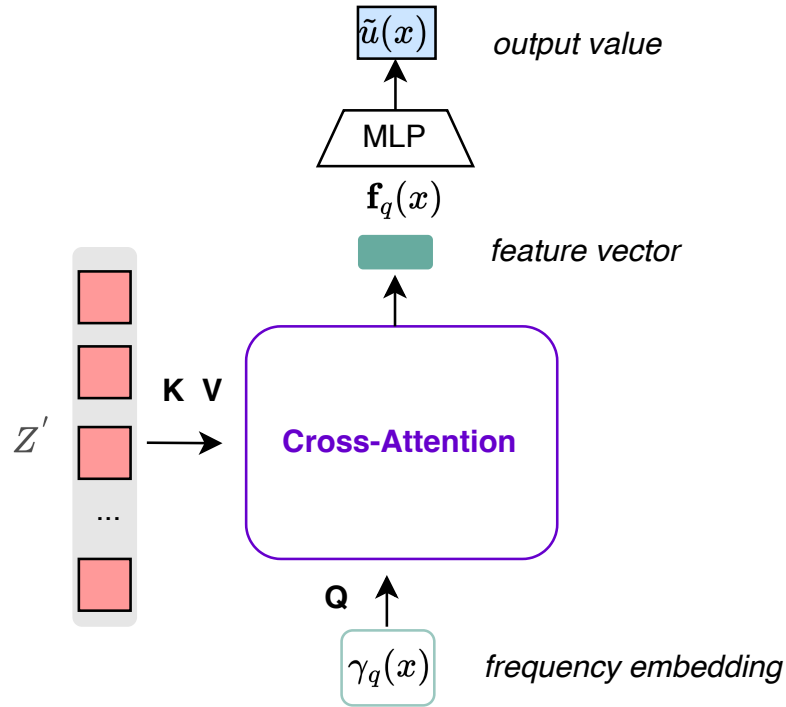 ũ(x) output value
MLP
𝐟_q(x)
feature vector
K V
Z′
Cross-Attention
...
Q
γ_q(x) frequency embedding